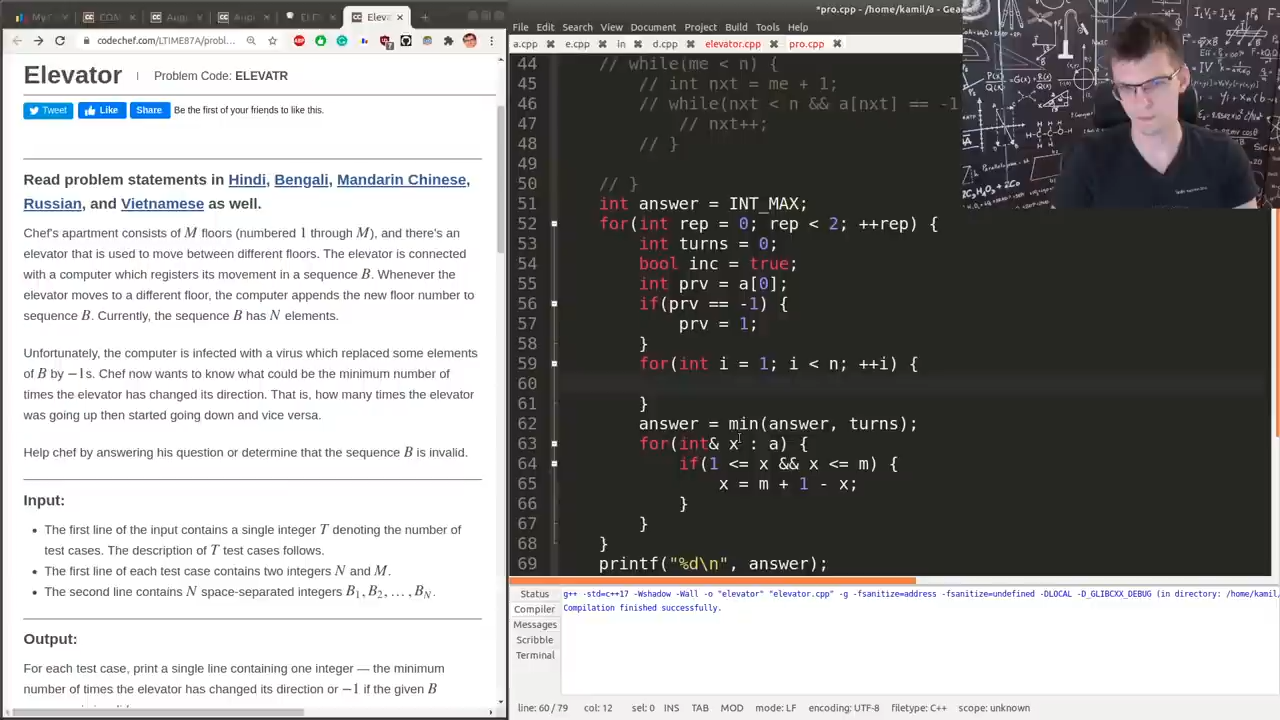 *pro.cpp - /home/kamil/a - Gea
codechef.com/LTIME87A/probl…
Elevator
Problem Code: ELEVATR
Tweet Like Share Be the first of your friends to like this.
Read problem statements in Hindi, Bengali, Mandarin Chinese,
Russian, and Vietnamese as well.
Chef's apartment consists of M floors (numbered 1 through M), and there's an
elevator that is used to move between different floors. The elevator is connected
with a computer which registers its movement in a sequence B. Whenever the
elevator moves to a different floor, the computer appends the new floor number to
sequence B. Currently, the sequence B has N elements.
Unfortunately, the computer is infected with a virus which replaced some elements
of B by −1s. Chef now wants to know what could be the minimum number of
times the elevator has changed its direction. That is, how many times the elevator
was going up then started going down and vice versa.
Help chef by answering his question or determine that the sequence B is invalid.
Input:
• The first line of the input contains a single integer T denoting the number of
test cases. The description of T test cases follows.
• The first line of each test case contains two integers N and M.
• The second line contains N space-separated integers B1, B2, …, BN.
Output:
For each test case, print a single line containing one integer — the minimum
number of times the elevator has changed its direction or −1 if the given B
File Edit Search View Document Project Build Tools Help
a.cpp e.cpp in d.cpp elevator.cpp pro.cpp
44 // while(me < n) {
45 // int nxt = me + 1;
46 // while(nxt < n && a[nxt] == -1
47 // nxt++;
48 // }
49
50 // }
51 int answer = INT_MAX;
52 for(int rep = 0; rep < 2; ++rep) {
53 int turns = 0;
54 bool inc = true;
55 int prv = a[0];
56 if(prv == -1) {
57 prv = 1;
58 }
59 for(int i = 1; i < n; ++i) {
60
61 }
62 answer = min(answer, turns);
63 for(int& x : a) {
64 if(1 <= x && x <= m) {
65 x = m + 1 - x;
66 }
67 }
68 }
69 printf("%d\n", answer);
Status
Compiler
Messages
Scribble
Terminal
g++ -std=c++17 -Wshadow -Wall -o "elevator" "elevator.cpp" -g -fsanitize=address -fsanitize=undefined -DLOCAL -D_GLIBCXX_DEBUG (in directory: /home/kamil/a
Compilation finished successfully.
line: 60 / 79 col: 12 sel: 0 INS TAB MOD mode: LF encoding: UTF-8 filetype: C++ scope: unknown